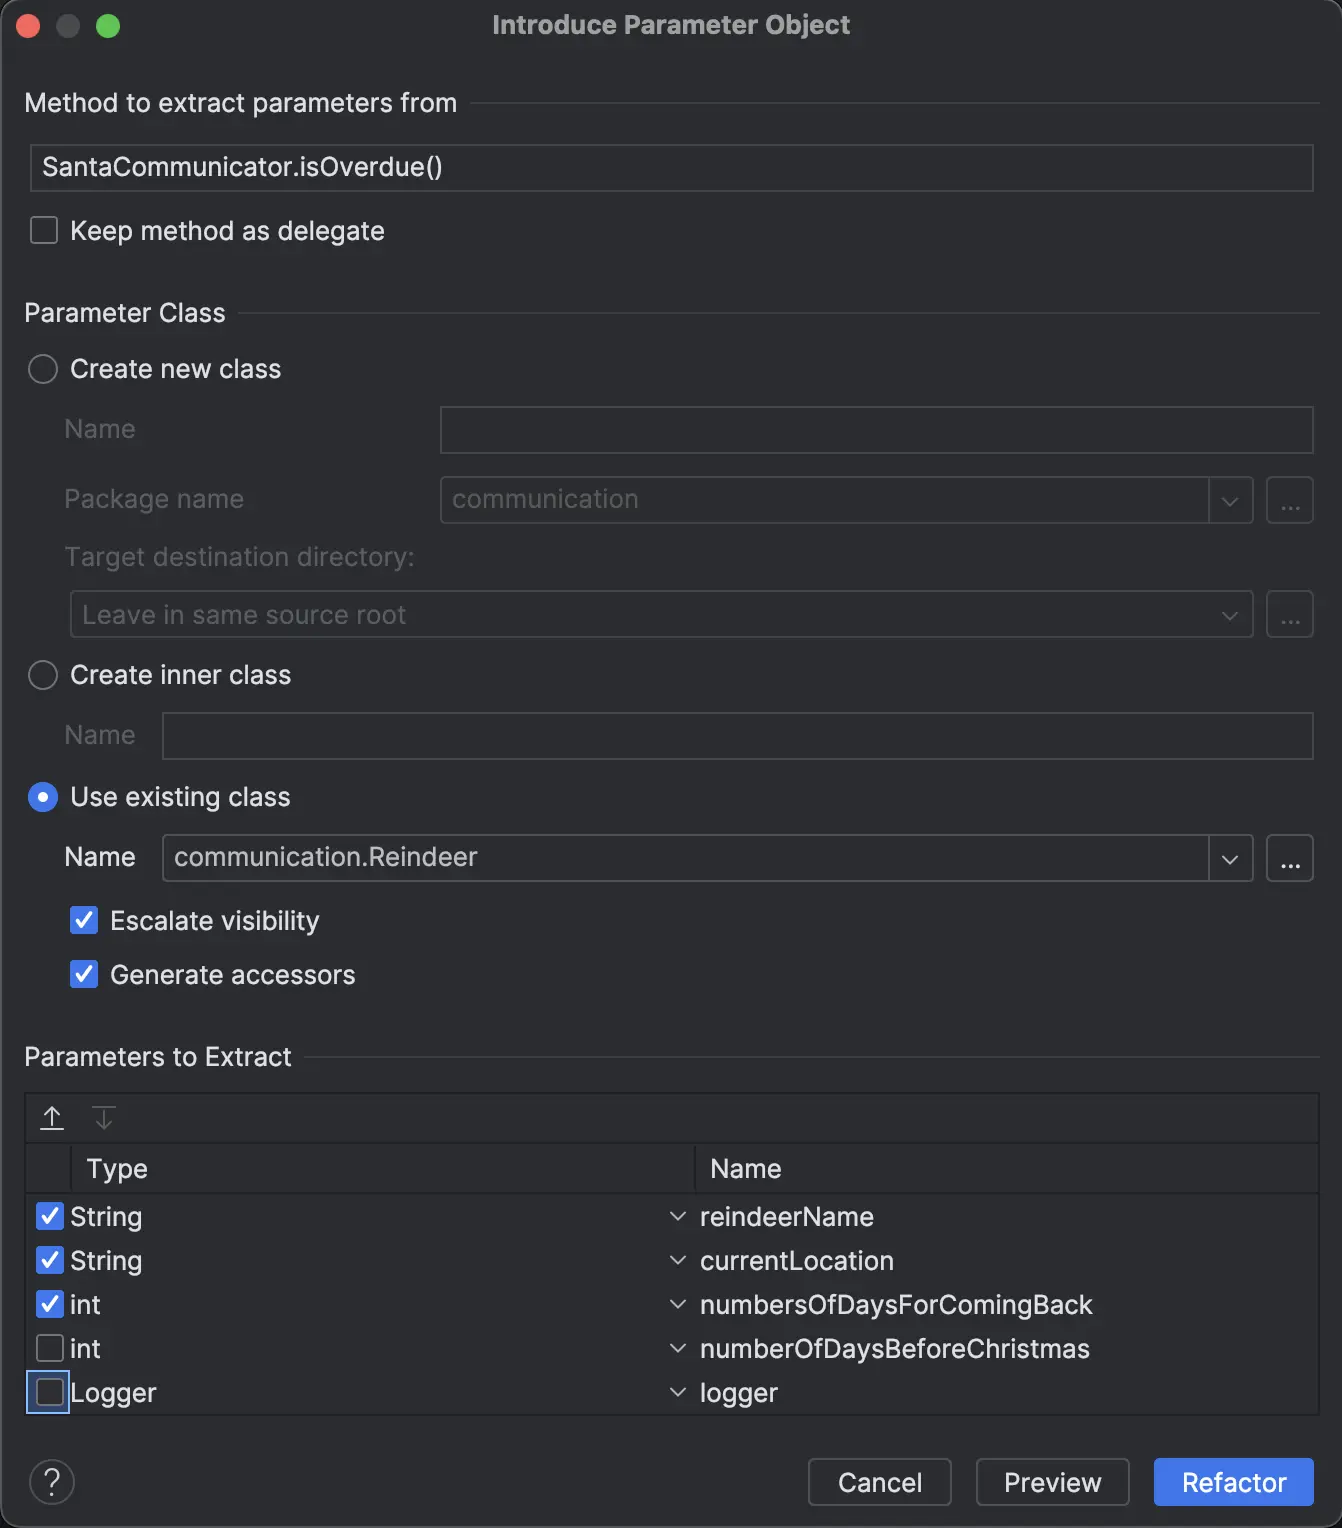 Introduce Parameter Object
Method to extract parameters from
SantaCommunicator.isOverdue()
Keep method as delegate
Parameter Class
Create new class
Name
Package name communication ...
Target destination directory:
Leave in same source root ...
Create inner class
Name
Use existing class
Name communication.Reindeer ...
Escalate visibility
Generate accessors
Parameters to Extract
Type Name
String reindeerName
String currentLocation
int numbersOfDaysForComingBack
int numberOfDaysBeforeChristmas
Logger logger
? Cancel Preview Refactor